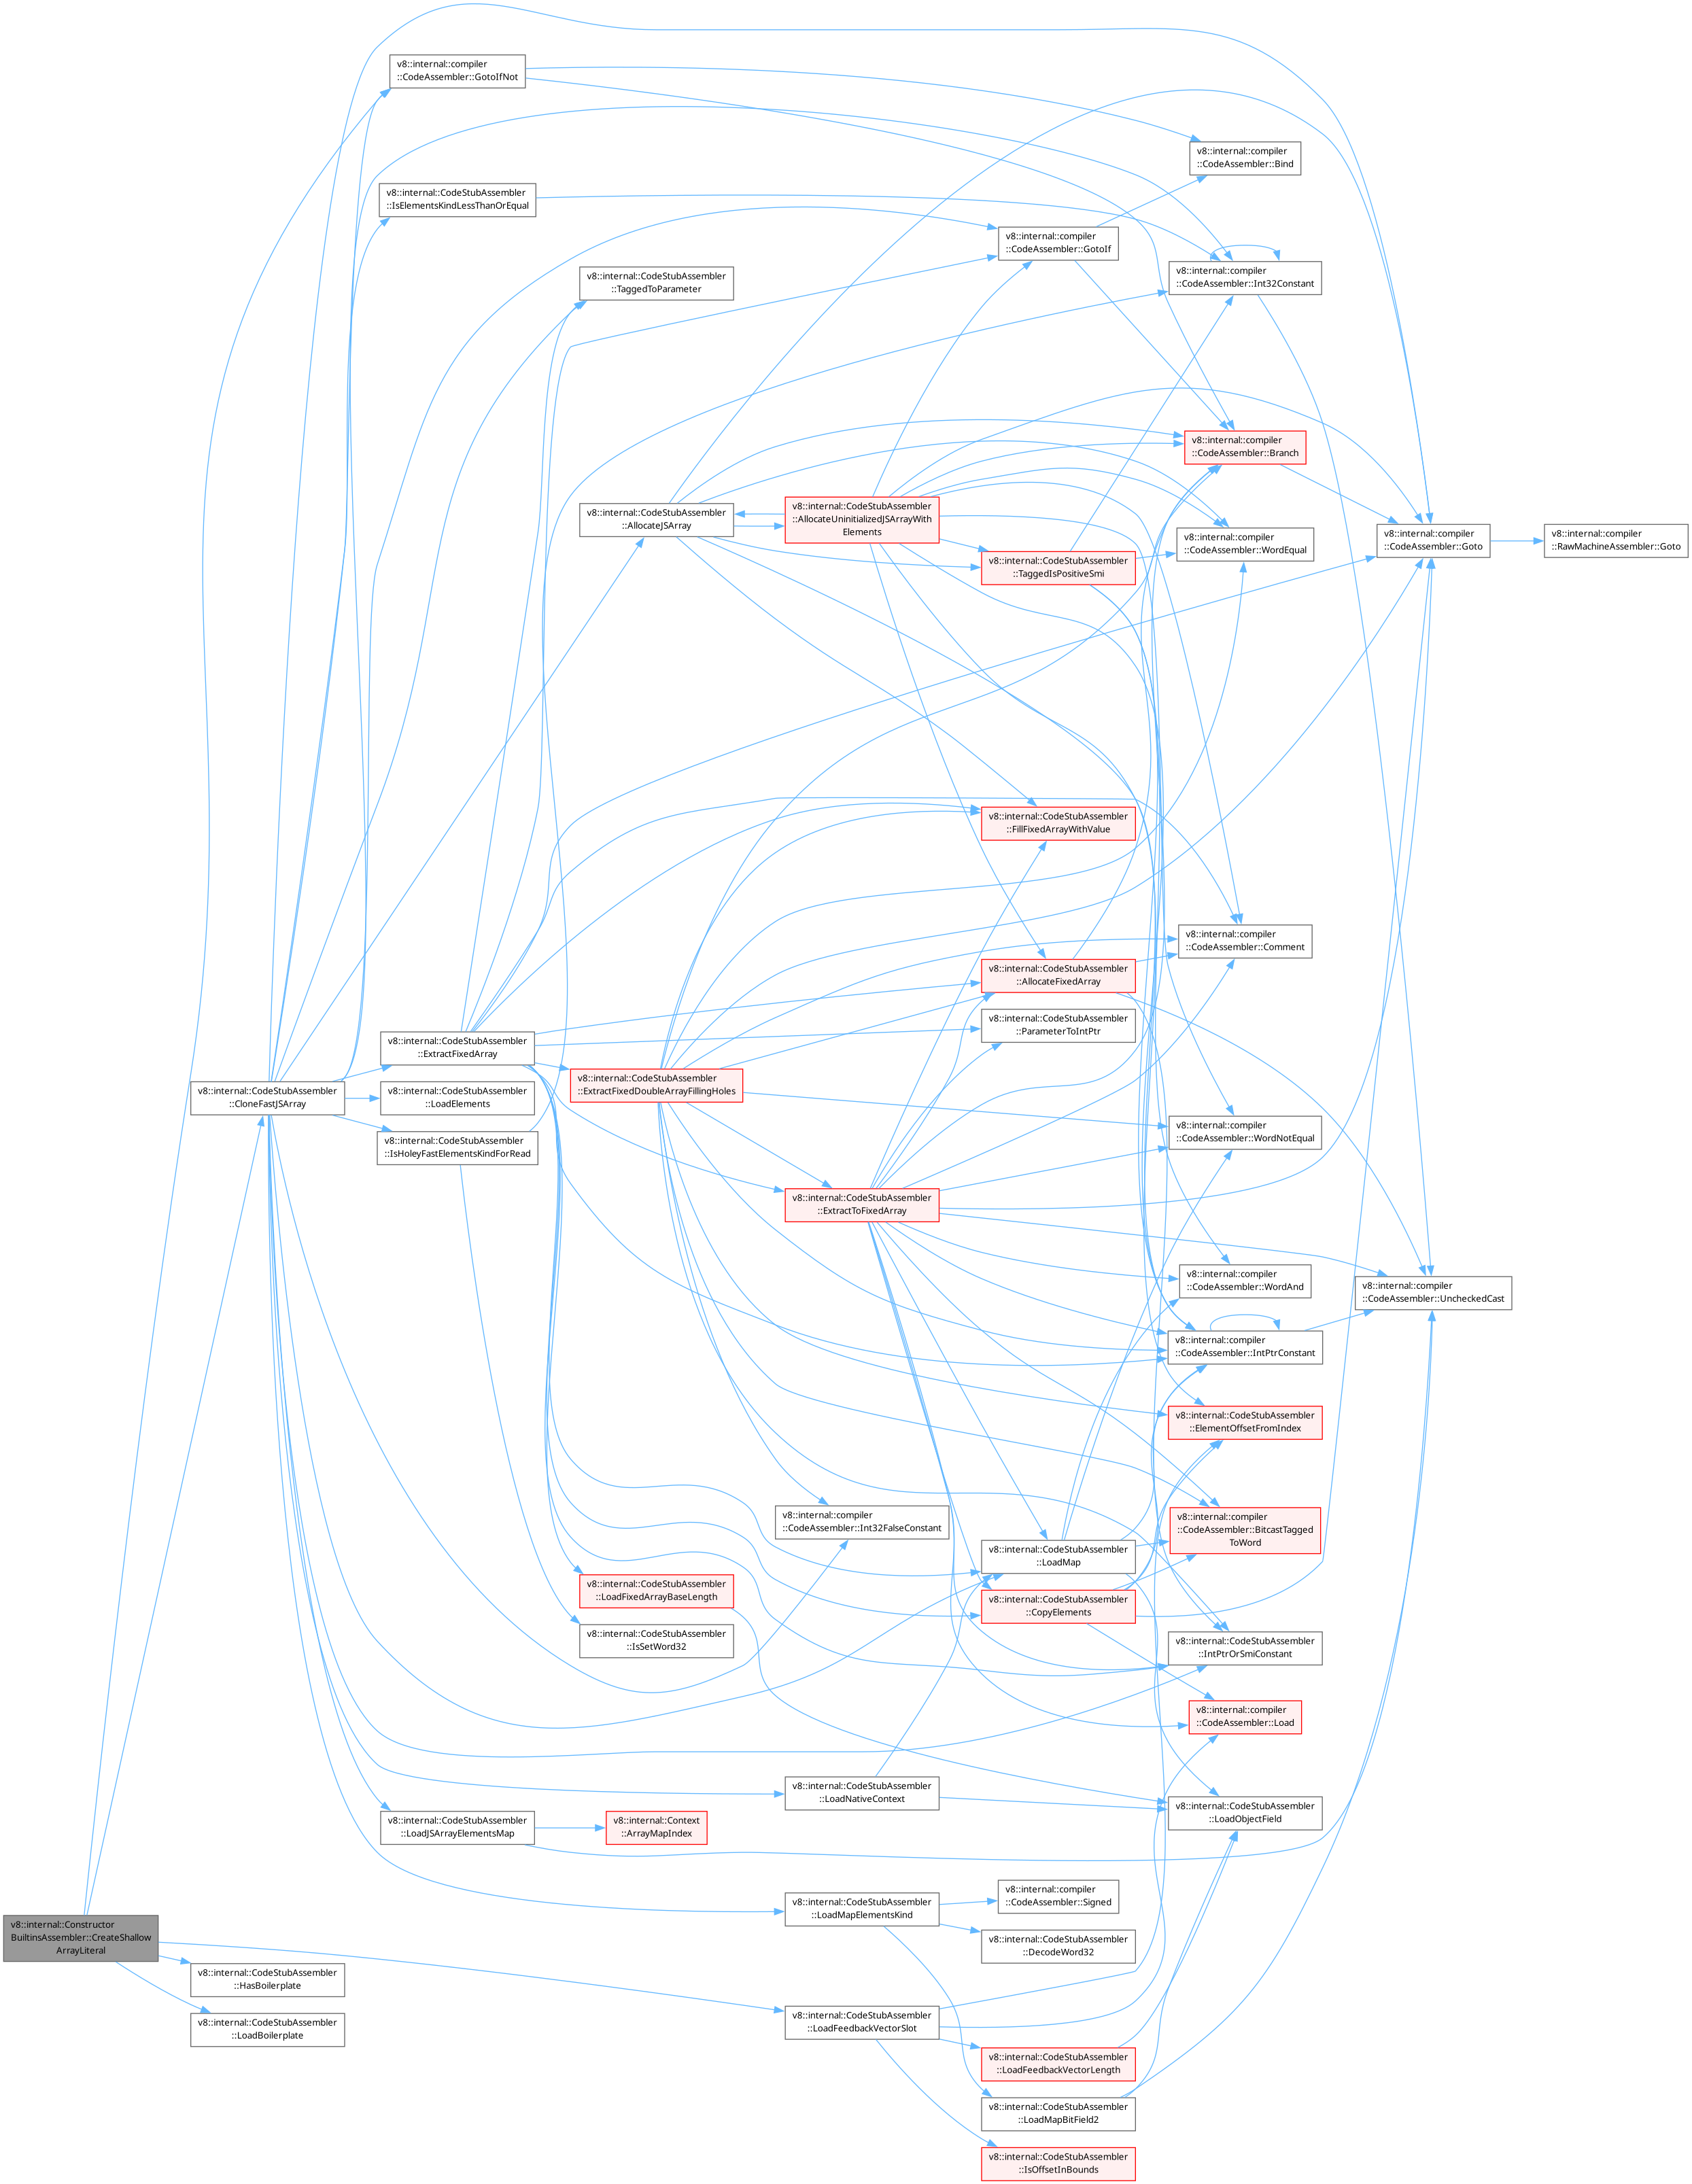 v8::internal::Constructor
BuiltinsAssembler::CreateShallow
ArrayLiteral
v8::internal::CodeStubAssembler
::CloneFastJSArray
v8::internal::CodeStubAssembler
::HasBoilerplate
v8::internal::CodeStubAssembler
::LoadBoilerplate
v8::internal::compiler
::CodeAssembler::GotoIfNot
v8::internal::CodeStubAssembler
::IsElementsKindLessThanOrEqual
v8::internal::CodeStubAssembler
::ExtractFixedArray
v8::internal::CodeStubAssembler
::LoadElements
v8::internal::CodeStubAssembler
::IsHoleyFastElementsKindForRead
v8::internal::CodeStubAssembler
::LoadJSArrayElementsMap
v8::internal::CodeStubAssembler
::TaggedToParameter
v8::internal::CodeStubAssembler
::AllocateJSArray
v8::internal::CodeStubAssembler
::ExtractFixedDoubleArrayFillingHoles
v8::internal::CodeStubAssembler
::LoadFixedArrayBaseLength
v8::internal::CodeStubAssembler
::IsSetWord32
v8::internal::Context
::ArrayMapIndex
v8::internal::CodeStubAssembler
::AllocateUninitializedJSArrayWith
Elements
v8::internal::CodeStubAssembler
::ExtractToFixedArray
v8::internal::compiler
::CodeAssembler::Int32FalseConstant
v8::internal::CodeStubAssembler
::LoadNativeContext
v8::internal::CodeStubAssembler
::LoadMapElementsKind
v8::internal::CodeStubAssembler
::LoadFeedbackVectorSlot
v8::internal::compiler
::CodeAssembler::GotoIf
v8::internal::CodeStubAssembler
::TaggedIsPositiveSmi
v8::internal::CodeStubAssembler
::FillFixedArrayWithValue
v8::internal::CodeStubAssembler
::AllocateFixedArray
v8::internal::CodeStubAssembler
::ParameterToIntPtr
v8::internal::CodeStubAssembler
::LoadMap
v8::internal::CodeStubAssembler
::CopyElements
v8::internal::compiler
::CodeAssembler::Signed
v8::internal::CodeStubAssembler
::DecodeWord32
v8::internal::CodeStubAssembler
::LoadFeedbackVectorLength
v8::internal::CodeStubAssembler
::LoadMapBitField2
v8::internal::CodeStubAssembler
::IsOffsetInBounds
v8::internal::compiler
::CodeAssembler::Bind
v8::internal::compiler
::CodeAssembler::Int32Constant
v8::internal::compiler
::CodeAssembler::Branch
v8::internal::compiler
::CodeAssembler::WordEqual
v8::internal::compiler
::CodeAssembler::Comment
v8::internal::compiler
::CodeAssembler::WordNotEqual
v8::internal::compiler
::CodeAssembler::WordAnd
v8::internal::compiler
::CodeAssembler::IntPtrConstant
v8::internal::CodeStubAssembler
::ElementOffsetFromIndex
v8::internal::compiler
::CodeAssembler::BitcastTagged
ToWord
v8::internal::CodeStubAssembler
::IntPtrOrSmiConstant
v8::internal::compiler
::CodeAssembler::Load
v8::internal::CodeStubAssembler
::LoadObjectField
v8::internal::compiler
::CodeAssembler::Goto
v8::internal::compiler
::CodeAssembler::UncheckedCast
v8::internal::compiler
::RawMachineAssembler::Goto